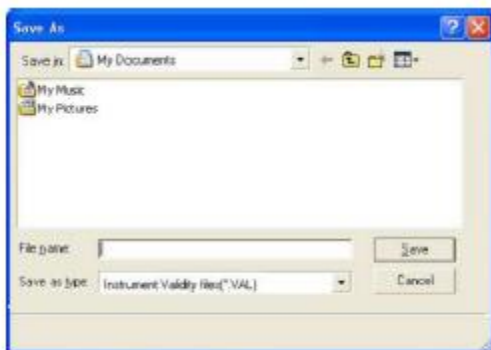 Save As
Save in: My Documents
My Music
My Pictures
File name:
Save
Save as type: Instrument Validity files(*.VAL)
Cancel